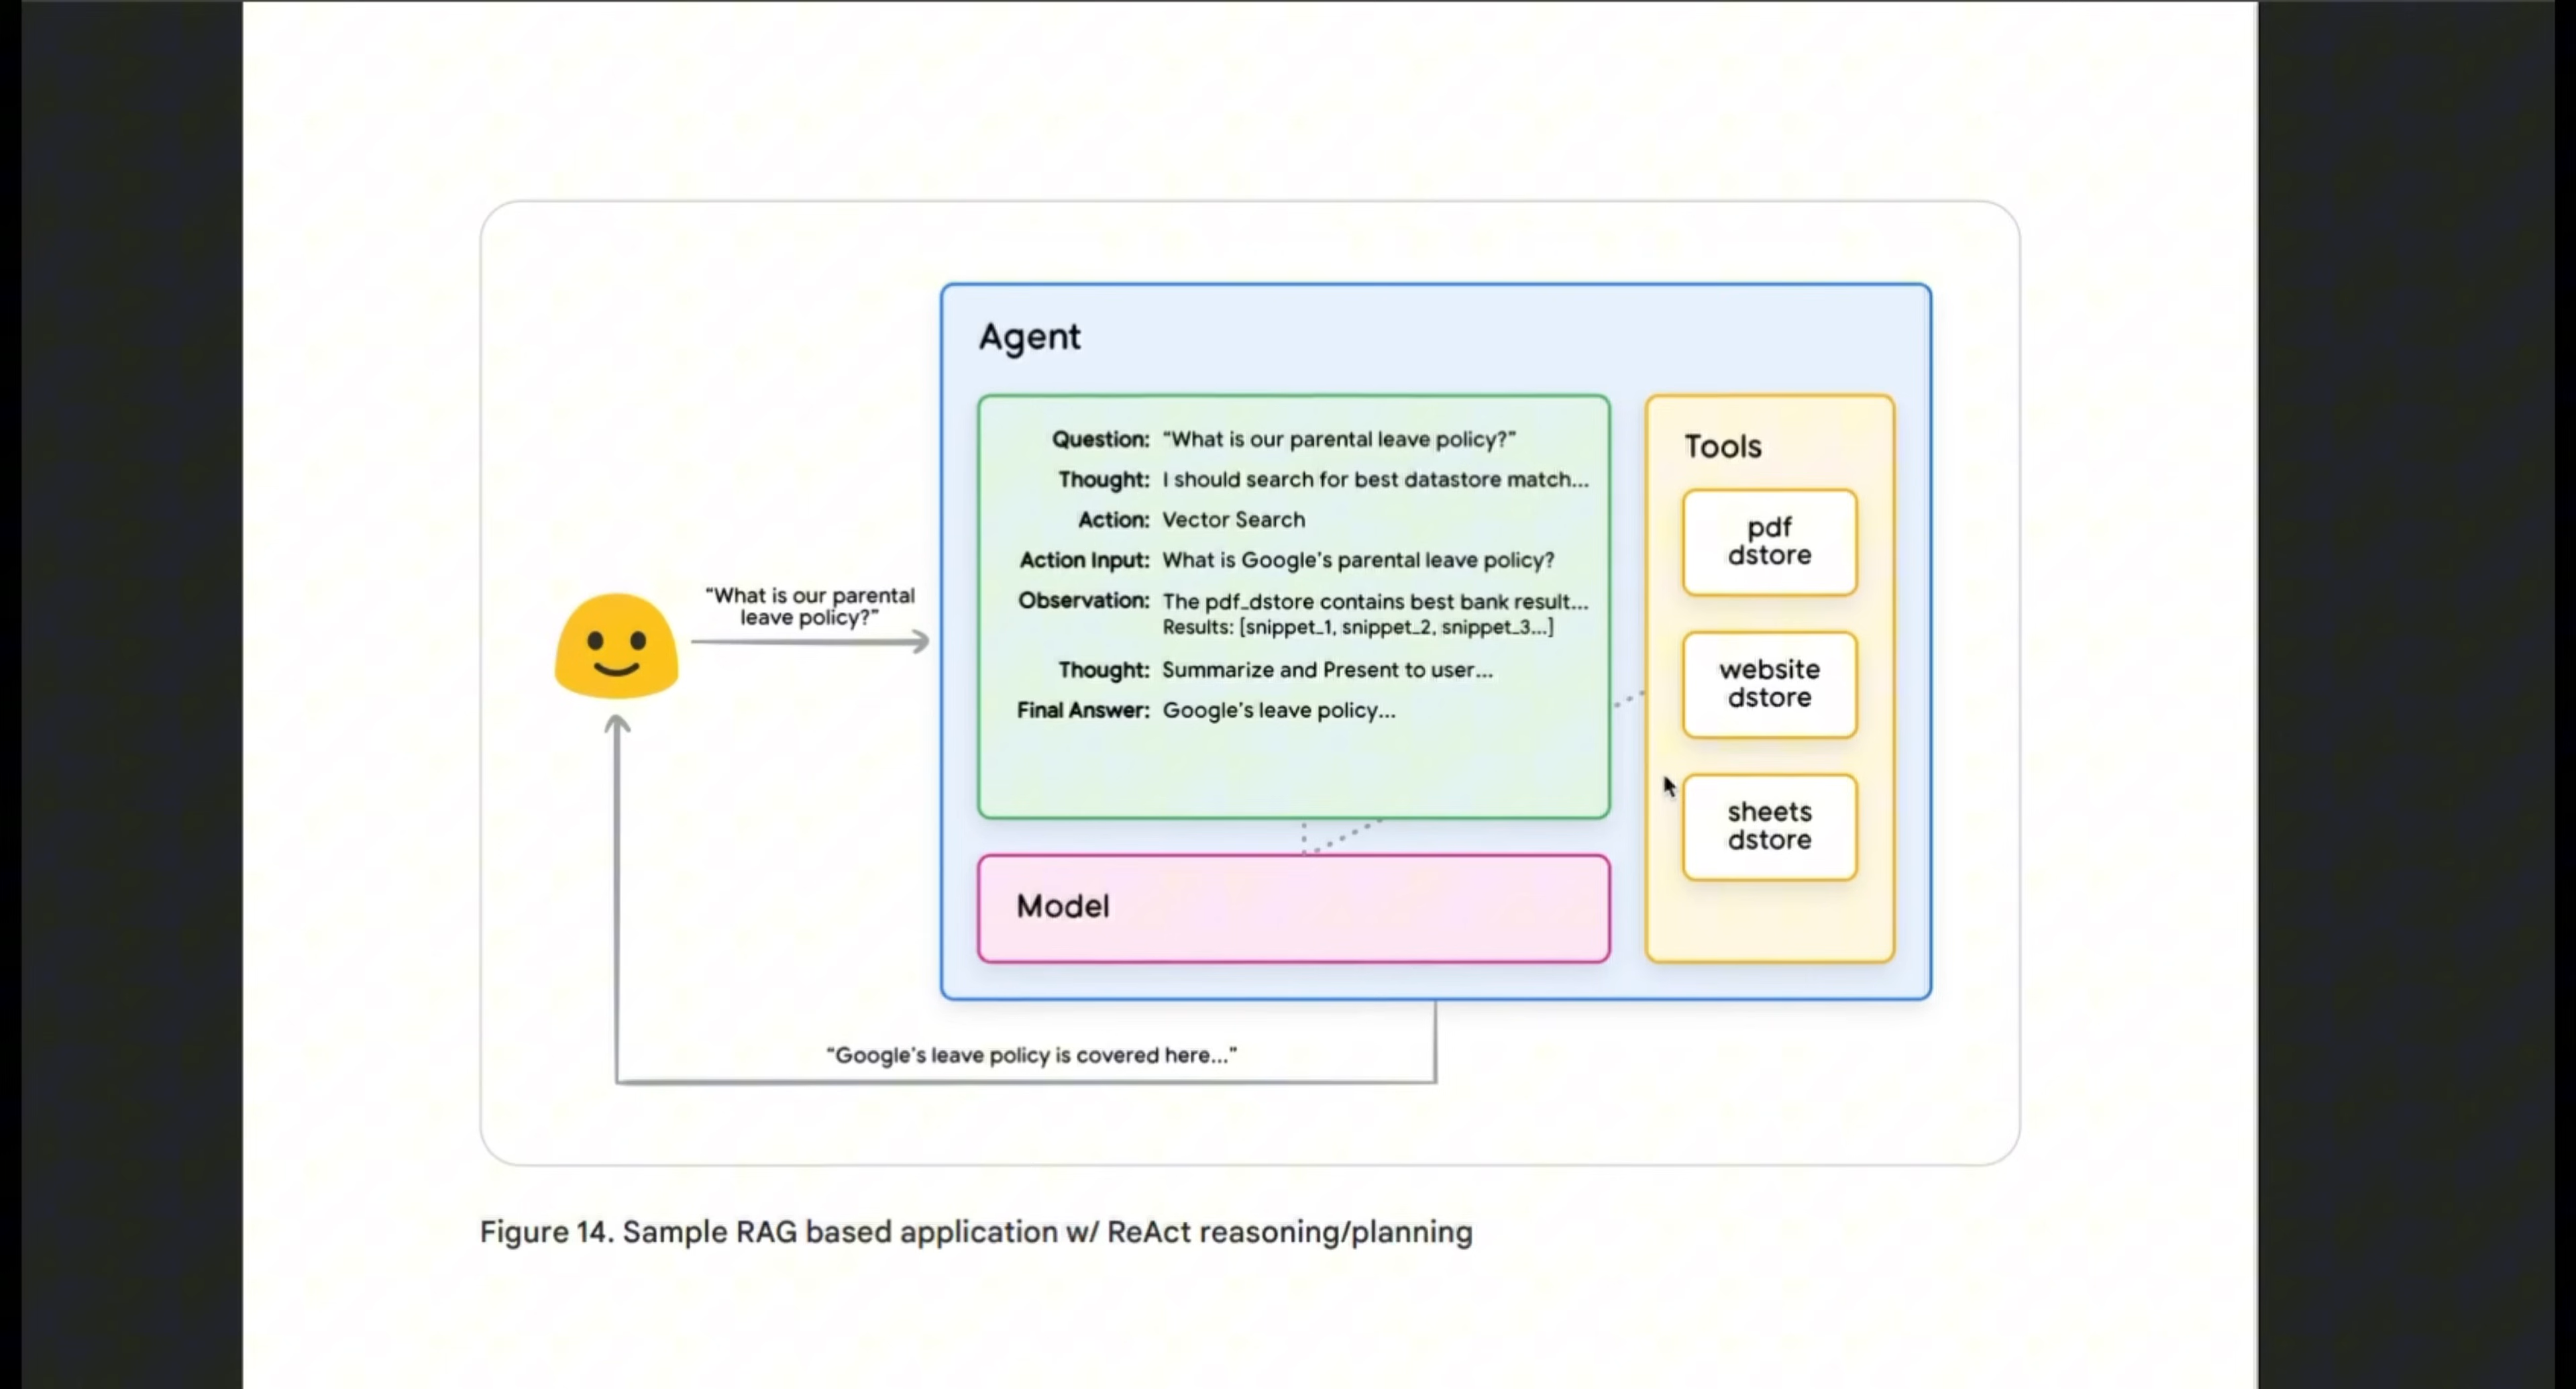 Agent
Question: “What is our parental leave policy?”
Thought: I should search for best datastore match...
Action: Vector Search
Action Input: What is Google’s parental leave policy?
Observation: The pdf_dstore contains best bank result...
Results: [snippet_1, snippet_2, snippet_3...]
Thought: Summarize and Present to user...
Final Answer: Google’s leave policy...
Tools
pdf
dstore
website
dstore
sheets
dstore
“What is our parental
leave policy?”
Model
“Google’s leave policy is covered here...”
Figure 14. Sample RAG based application w/ ReAct reasoning/planning